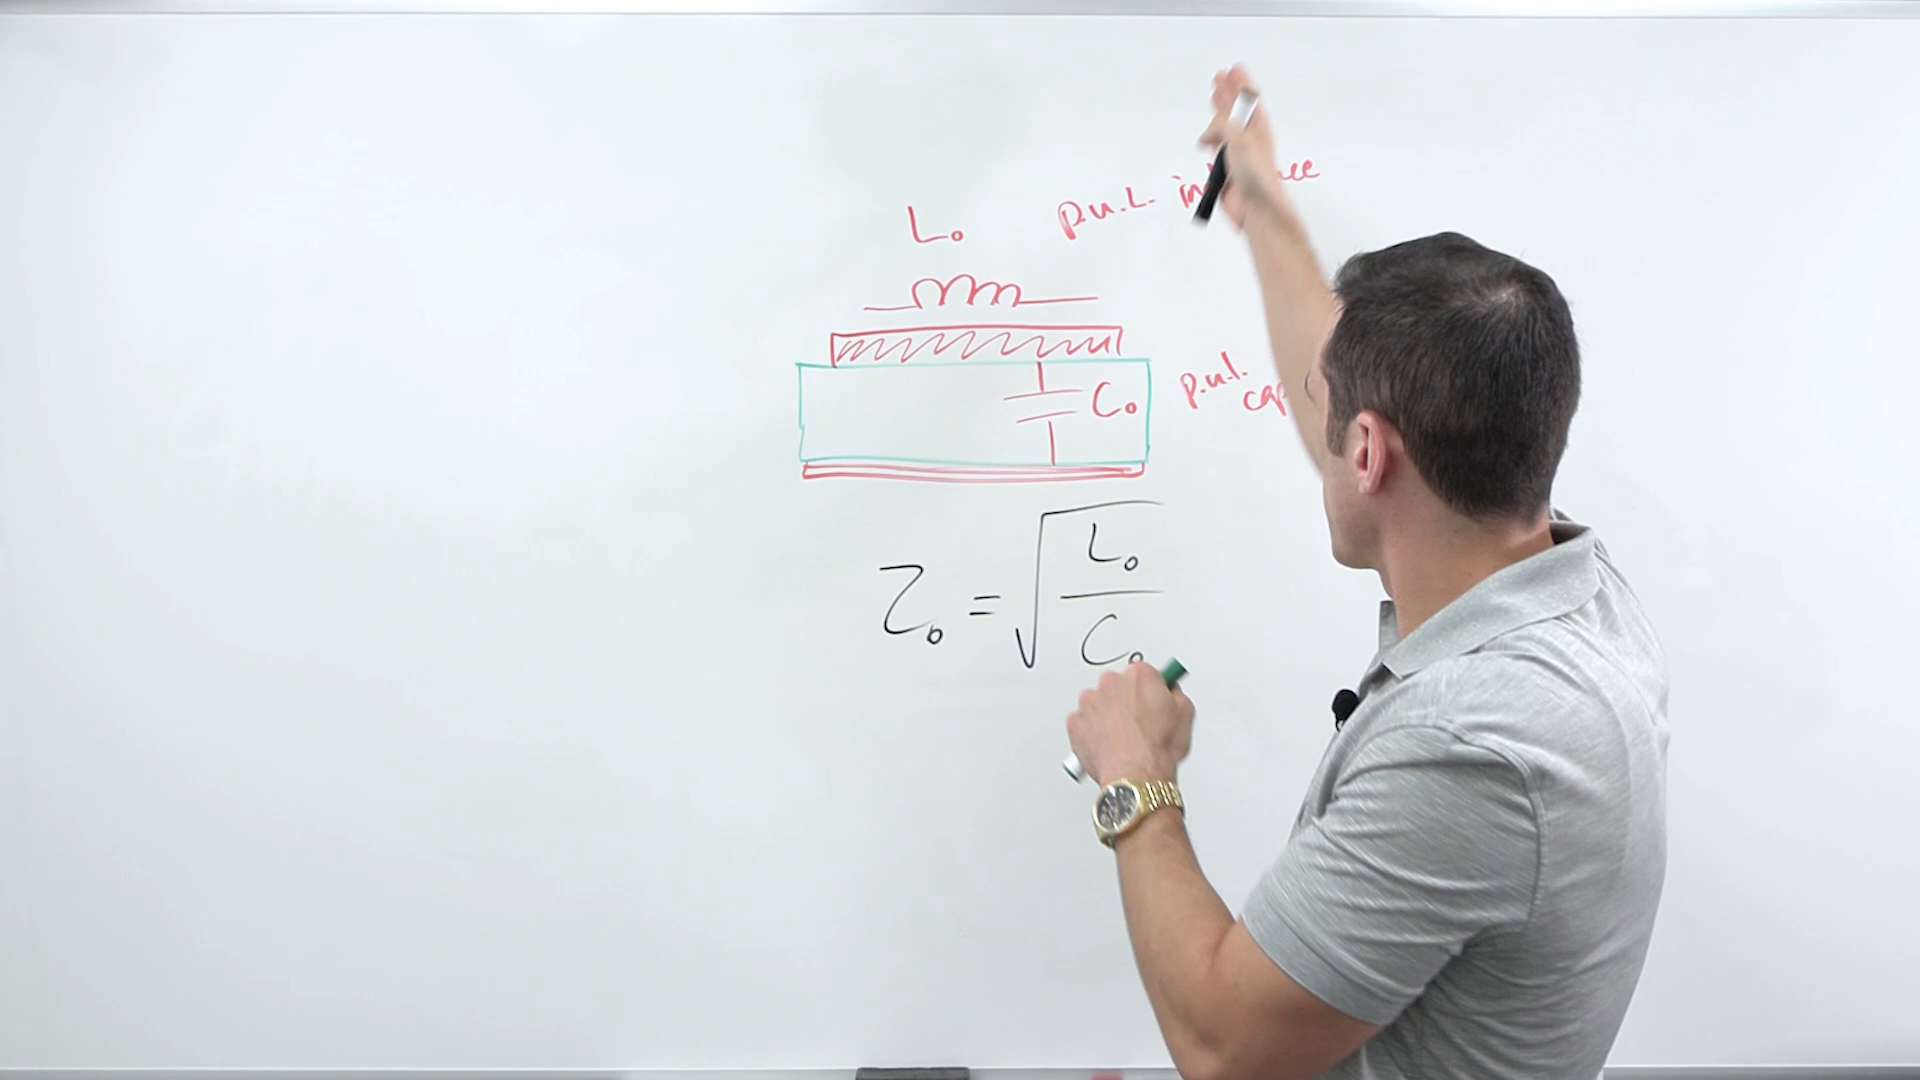 L₀ p.u.L.
C₀ p.u.l.
Z₀ = √(L₀/C₀)